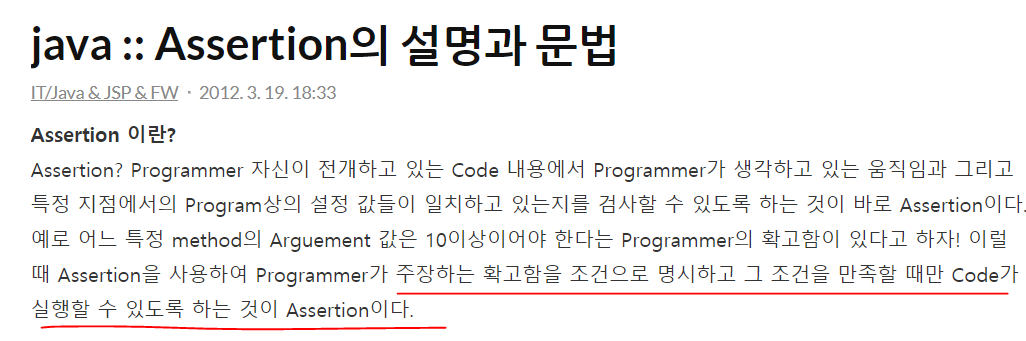 java :: Assertion의 설명과 문법
IT/Java & JSP & FW · 2012. 3. 19. 18:33
Assertion 이란?
Assertion? Programmer 자신이 전개하고 있는 Code 내용에서 Programmer가 생각하고 있는 움직임과 그리고
특정 지점에서의 Program상의 설정 값들이 일치하고 있는지를 검사할 수 있도록 하는 것이 바로 Assertion이다.
예로 어느 특정 method의 Arguement 값은 10이상이어야 한다는 Programmer의 확고함이 있다고 하자! 이럴
때 Assertion을 사용하여 Programmer가 주장하는 확고함을 조건으로 명시하고 그 조건을 만족할 때만 Code가
실행할 수 있도록 하는 것이 Assertion이다.